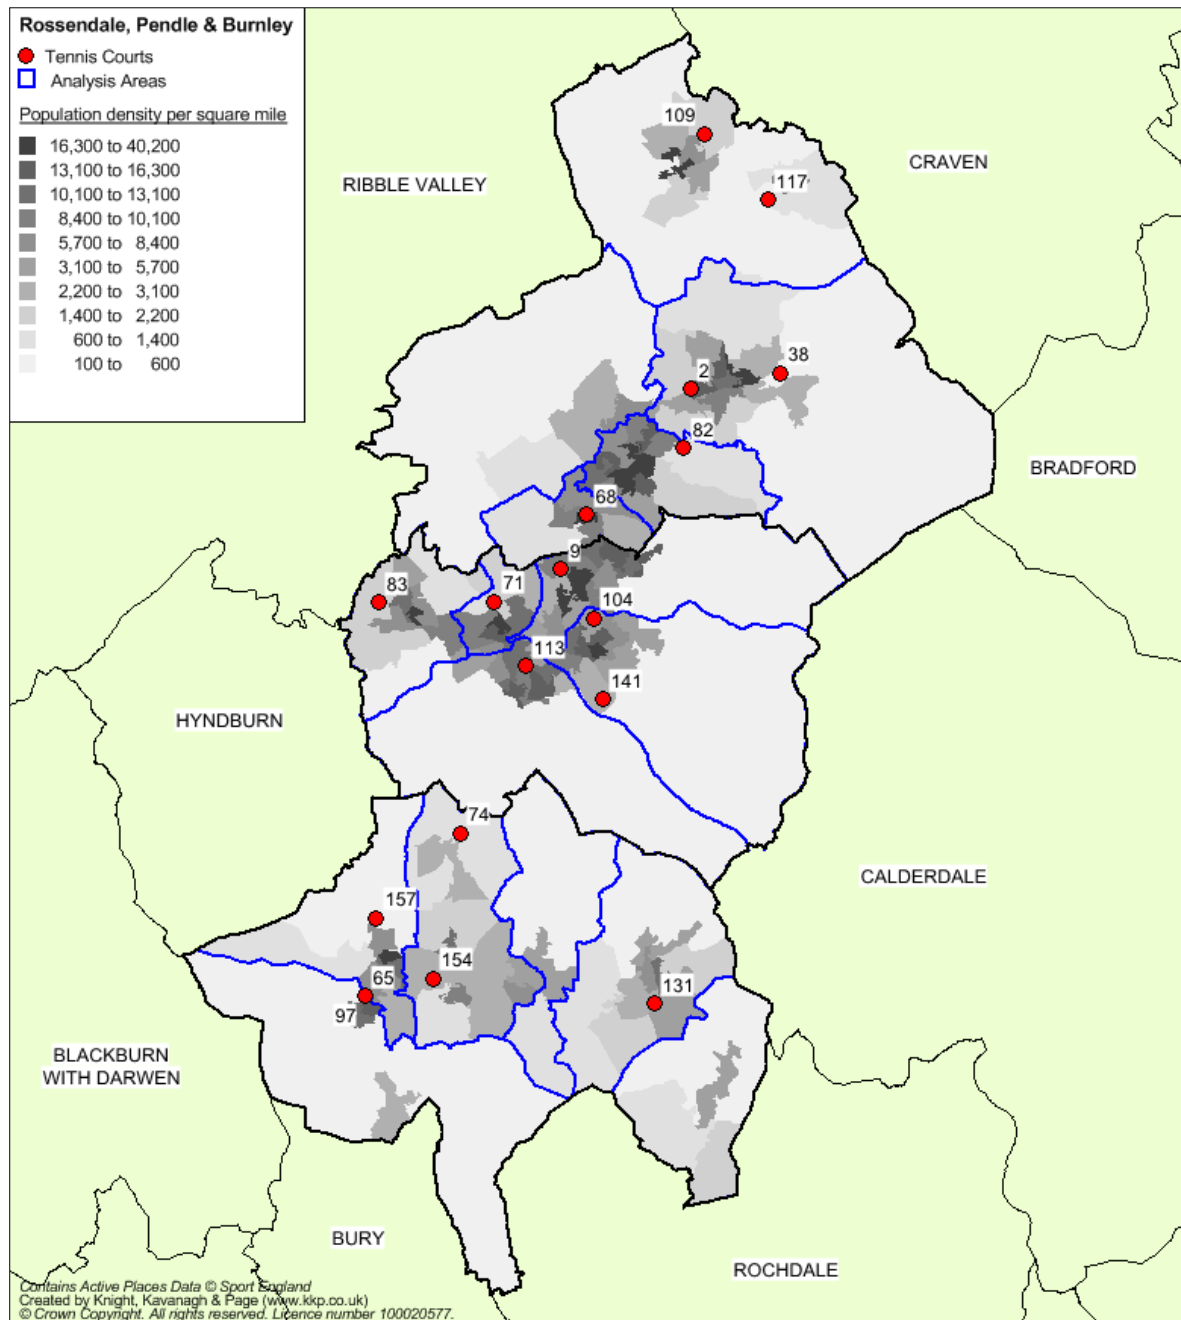 Rossendale, Pendle & Burnley
Tennis Courts
Analysis Areas
Population density per square mile
16,300 to 40,200
13,100 to 16,300
10,100 to 13,100
8,400 to 10,100
5,700 to 8,400
3,100 to 5,700
2,200 to 3,100
1,400 to 2,200
600 to 1,400
100 to 600
109
CRAVEN
RIBBLE VALLEY
117
38
2
82
BRADFORD
68
9
83
71
104
113
141
HYNDBURN
74
CALDERDALE
157
154
65
131
97
BLACKBURN
WITH DARWEN
BURY
ROCHDALE
Contains Active Places Data © Sport England
Created by Knight, Kavanagh & Page (www.kkp.co.uk)
© Crown Copyright. All rights reserved. Licence number 100020577.